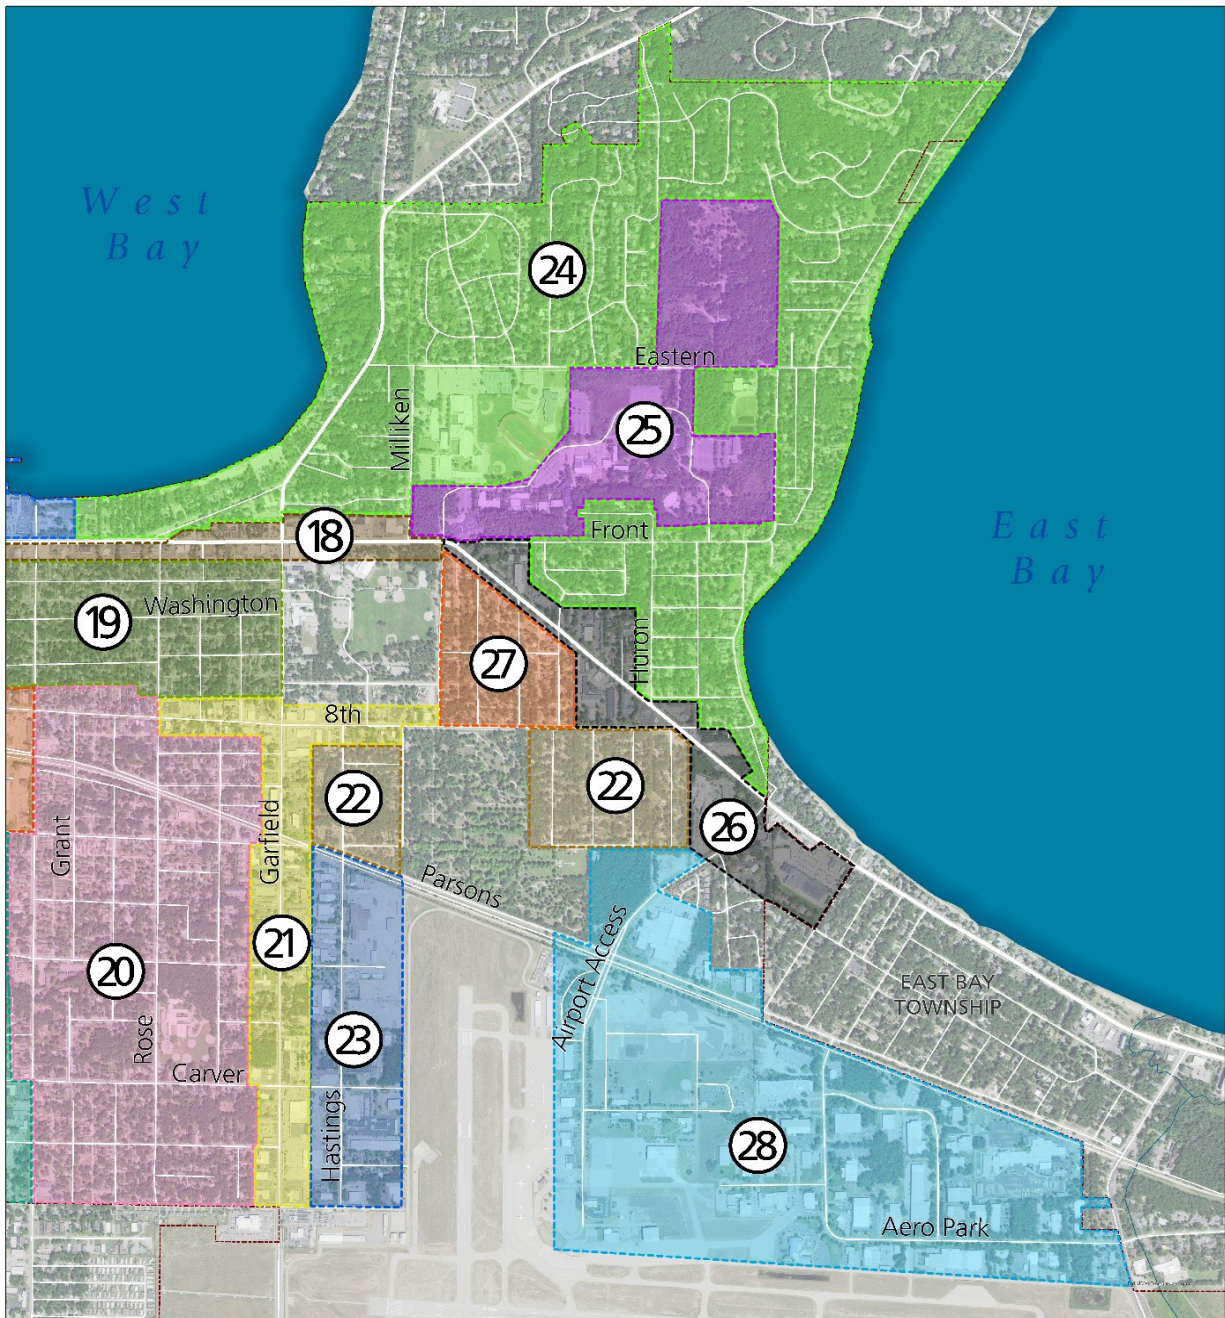 West
Bay
24
Eastern
Milliken
25
18
Front
East
Bay
19
Washington
27
Huron
8th
22
22
26
Garfield
Grant
Parsons
21
20
Airport Access
EAST BAY
TOWNSHIP
Rose
23
Carver
Hastings
28
Aero Park